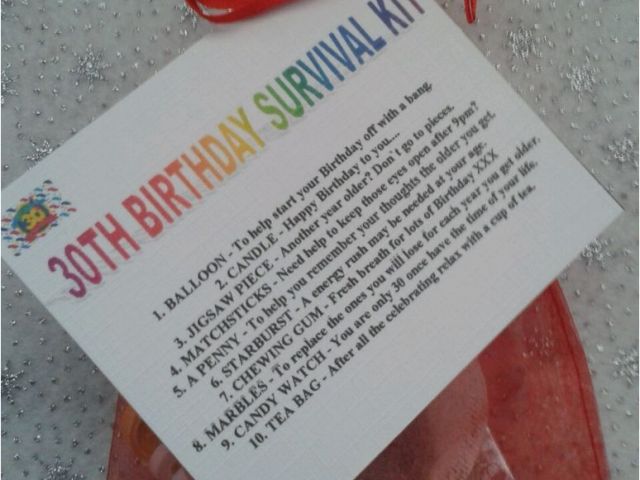 30TH BIRTHDAY SURVIVAL KIT
30
1. BALLOON - To help start your Birthday off with a bang.
2. CANDLE - Happy Birthday to you....
3. JIGSAW PIECE - Another year older? Don't go to pieces.
4. MATCHSTICKS - Need help to keep those eyes open after 9pm?
5. A PENNY - To help you remember your thoughts the older you get.
6. STARBURST - A energy rush may be needed at your age.
7. CHEWING GUM - Fresh breath for lots of Birthday XXX
8. MARBLES - To replace the ones you will lose for each year you get older.
9. CANDY WATCH - You are only 30 once have the time of your life.
10. TEA BAG - After all the celebrating relax with a cup of tea.